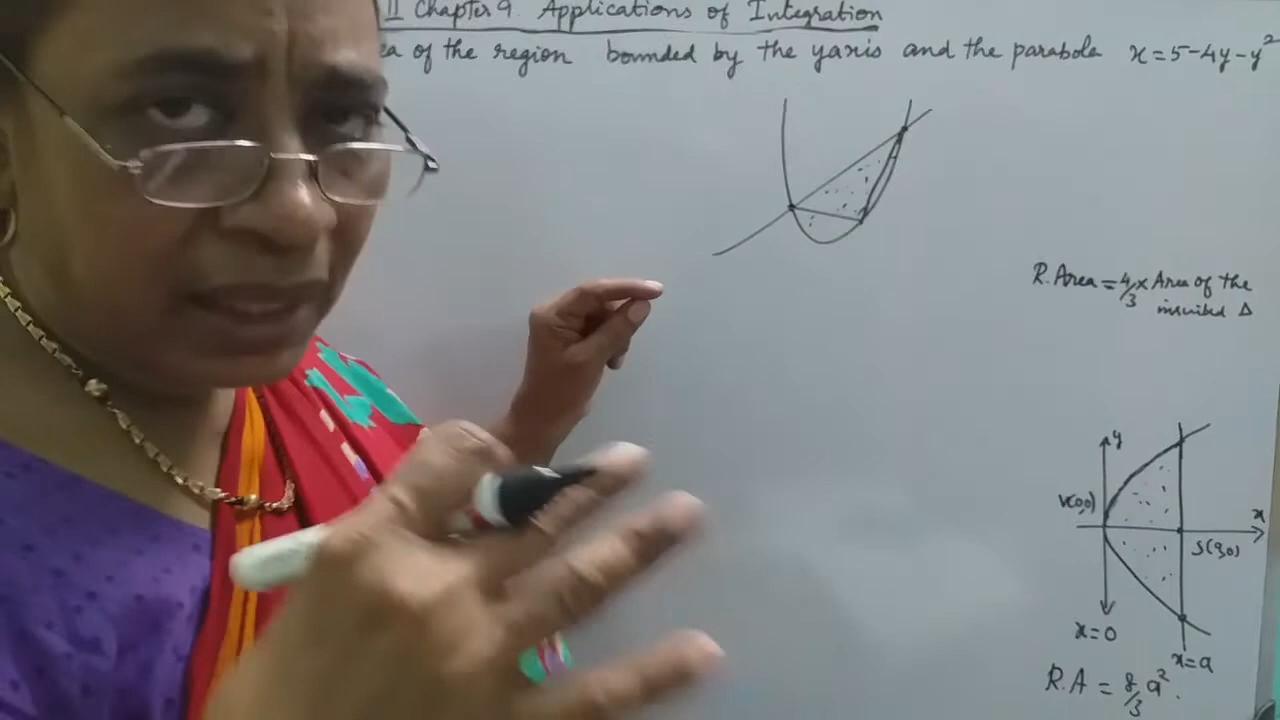 II Chapter 9. Applications of Integration
ea of the region bounded by the yaxis and the parabola x=5-4y-y²
R.Area = 4/3 x Area of the
inscribed Δ
y
V(0,0)
x
S(a,0)
x=0
x=a
R.A = 8/3 a².